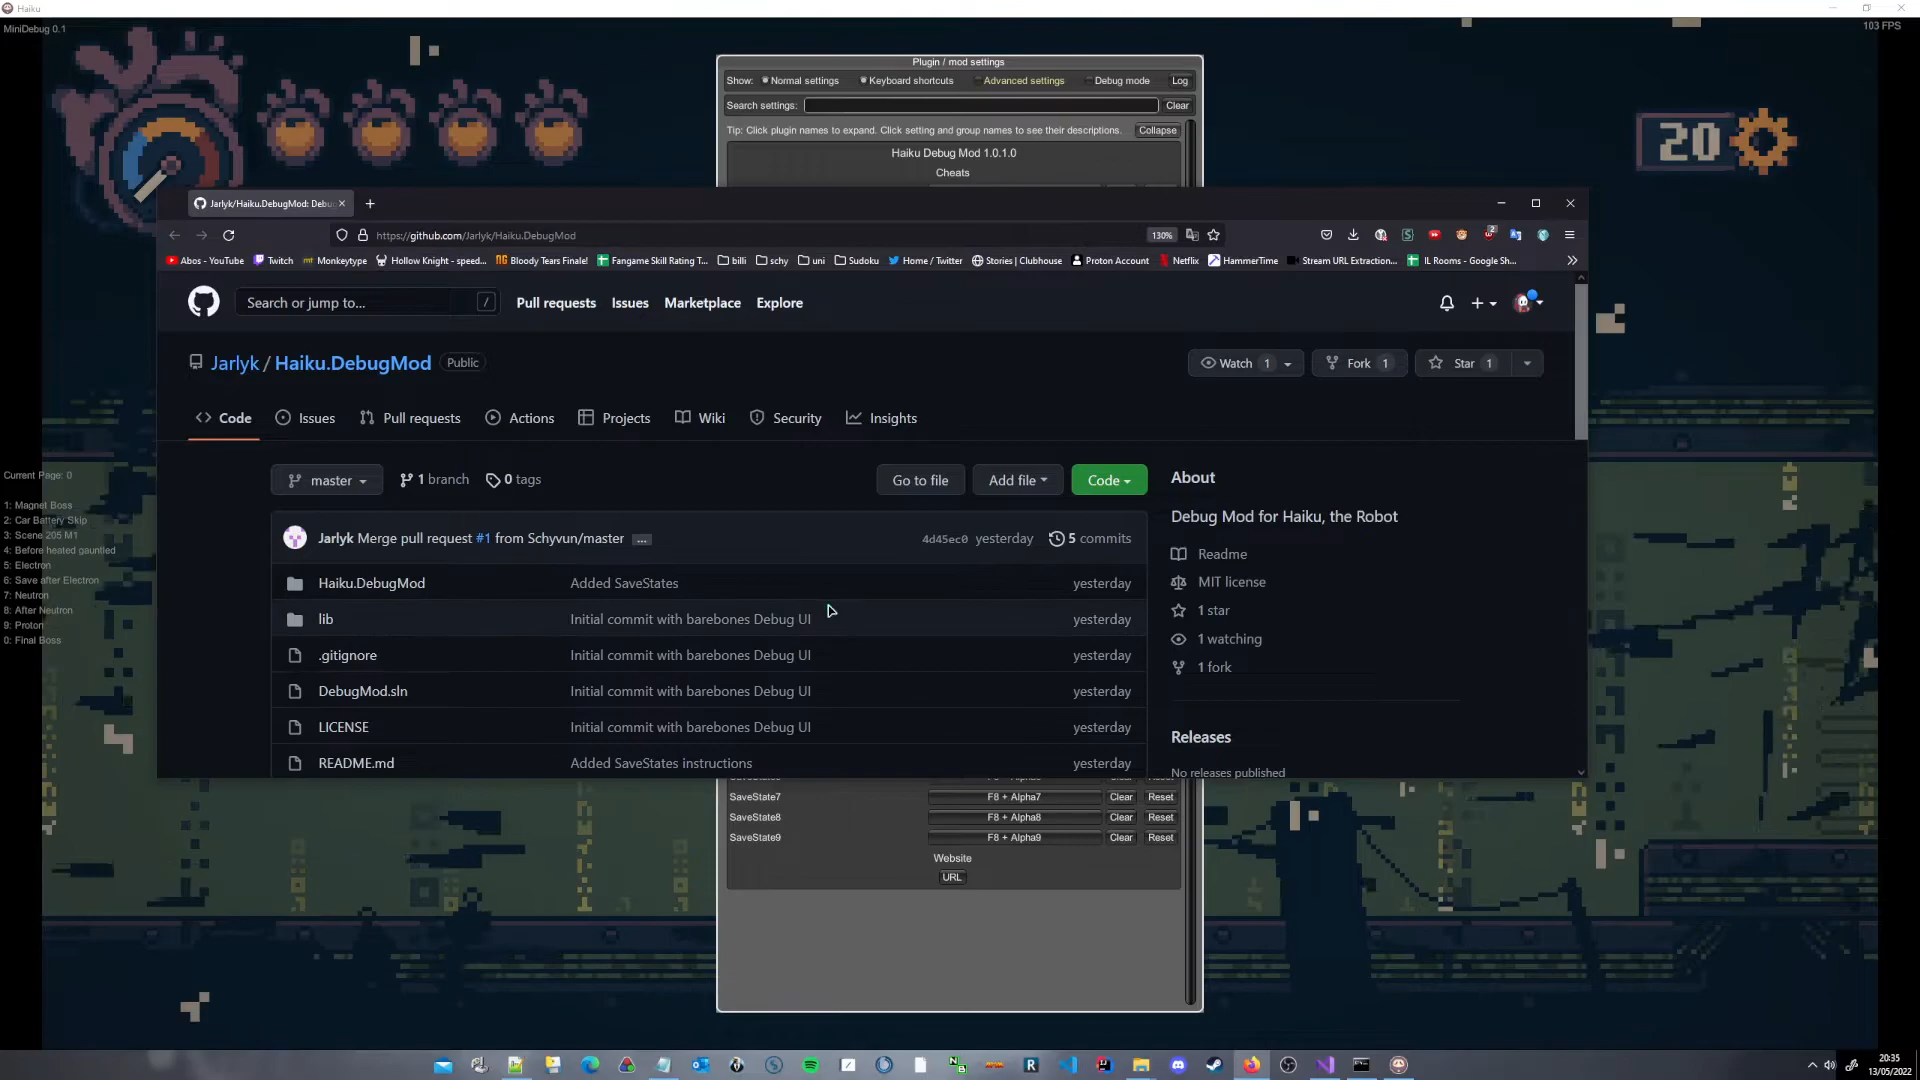 Haiku
MiniDebug 0.1
103 FPS
Plugin / mod settings
Show: Normal settings Keyboard shortcuts Advanced settings Debug mode Log
Search settings: Clear
Tip: Click plugin names to expand. Click setting and group names to see their descriptions. Collapse
Haiku Debug Mod 1.0.1.0
Cheats
20
Jarlyk/Haiku.DebugMod: Debu
https://github.com/Jarlyk/Haiku.DebugMod
130%
2
Abos - YouTube Twitch Monkeytype Hollow Knight - speed... Bloody Tears Finale! Fangame Skill Rating T... billi schy uni Sudoku Home / Twitter Stories | Clubhouse Proton Account Netflix HammerTime Stream URL Extraction... IL Rooms - Google Sh...
Search or jump to... /
Pull requests Issues Marketplace Explore
Jarlyk / Haiku.DebugMod Public
Watch 1 Fork 1 Star 1
Code Issues Pull requests Actions Projects Wiki Security Insights
master 1 branch 0 tags
Go to file Add file Code
Jarlyk Merge pull request #1 from Schyvun/master ... 4d45ec0 yesterday 5 commits
Haiku.DebugMod Added SaveStates yesterday
lib Initial commit with barebones Debug UI yesterday
.gitignore Initial commit with barebones Debug UI yesterday
DebugMod.sln Initial commit with barebones Debug UI yesterday
LICENSE Initial commit with barebones Debug UI yesterday
README.md Added SaveStates instructions yesterday
About
Debug Mod for Haiku, the Robot
Readme
MIT license
1 star
1 watching
1 fork
Releases
No releases published
Current Page: 0
1: Magnet Boss
2: Car Battery Skip
3: Scene 205 M1
4: Before heated gauntled
5: Electron
6: Save after Electron
7: Neutron
8: After Neutron
9: Proton
0: Final Boss
SaveState7 F8 + Alpha7 Clear Reset
SaveState8 F8 + Alpha8 Clear Reset
SaveState9 F8 + Alpha9 Clear Reset
Website
URL
20:35
13/05/2022